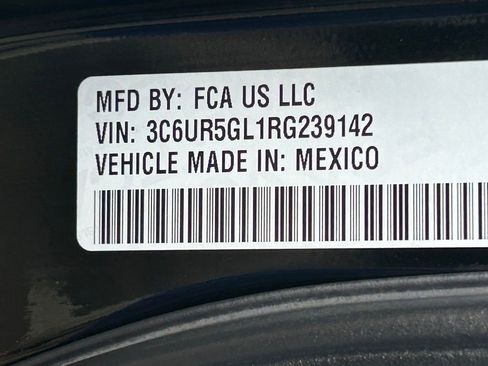 MFD BY: FCA US LLC
VIN: 3C6UR5GL1RG239142
VEHICLE MADE IN: MEXICO